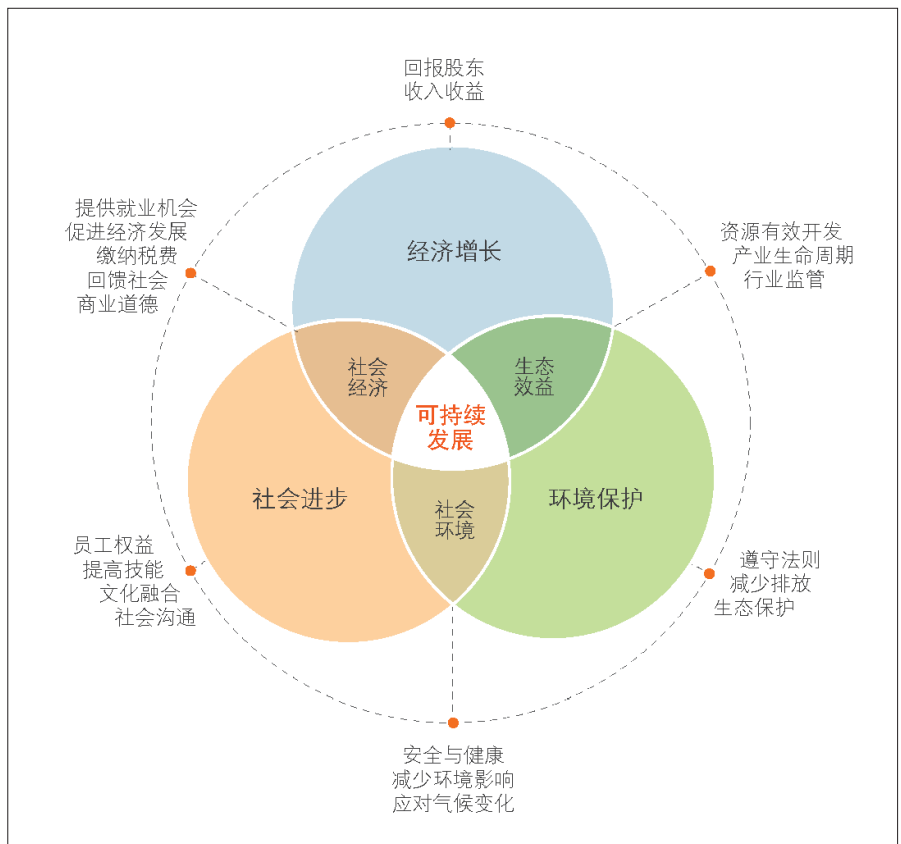 回报股东
收入收益
提供就业机会
促进经济发展
缴纳税费
回馈社会
商业道德
资源有效开发
产业生命周期
行业监管
经济增长
社会
经济
生态
效益
可持续
发展
社会进步
环境保护
社会
环境
员工权益
提高技能
文化融合
社会沟通
遵守法则
减少排放
生态保护
安全与健康
减少环境影响
应对气候变化